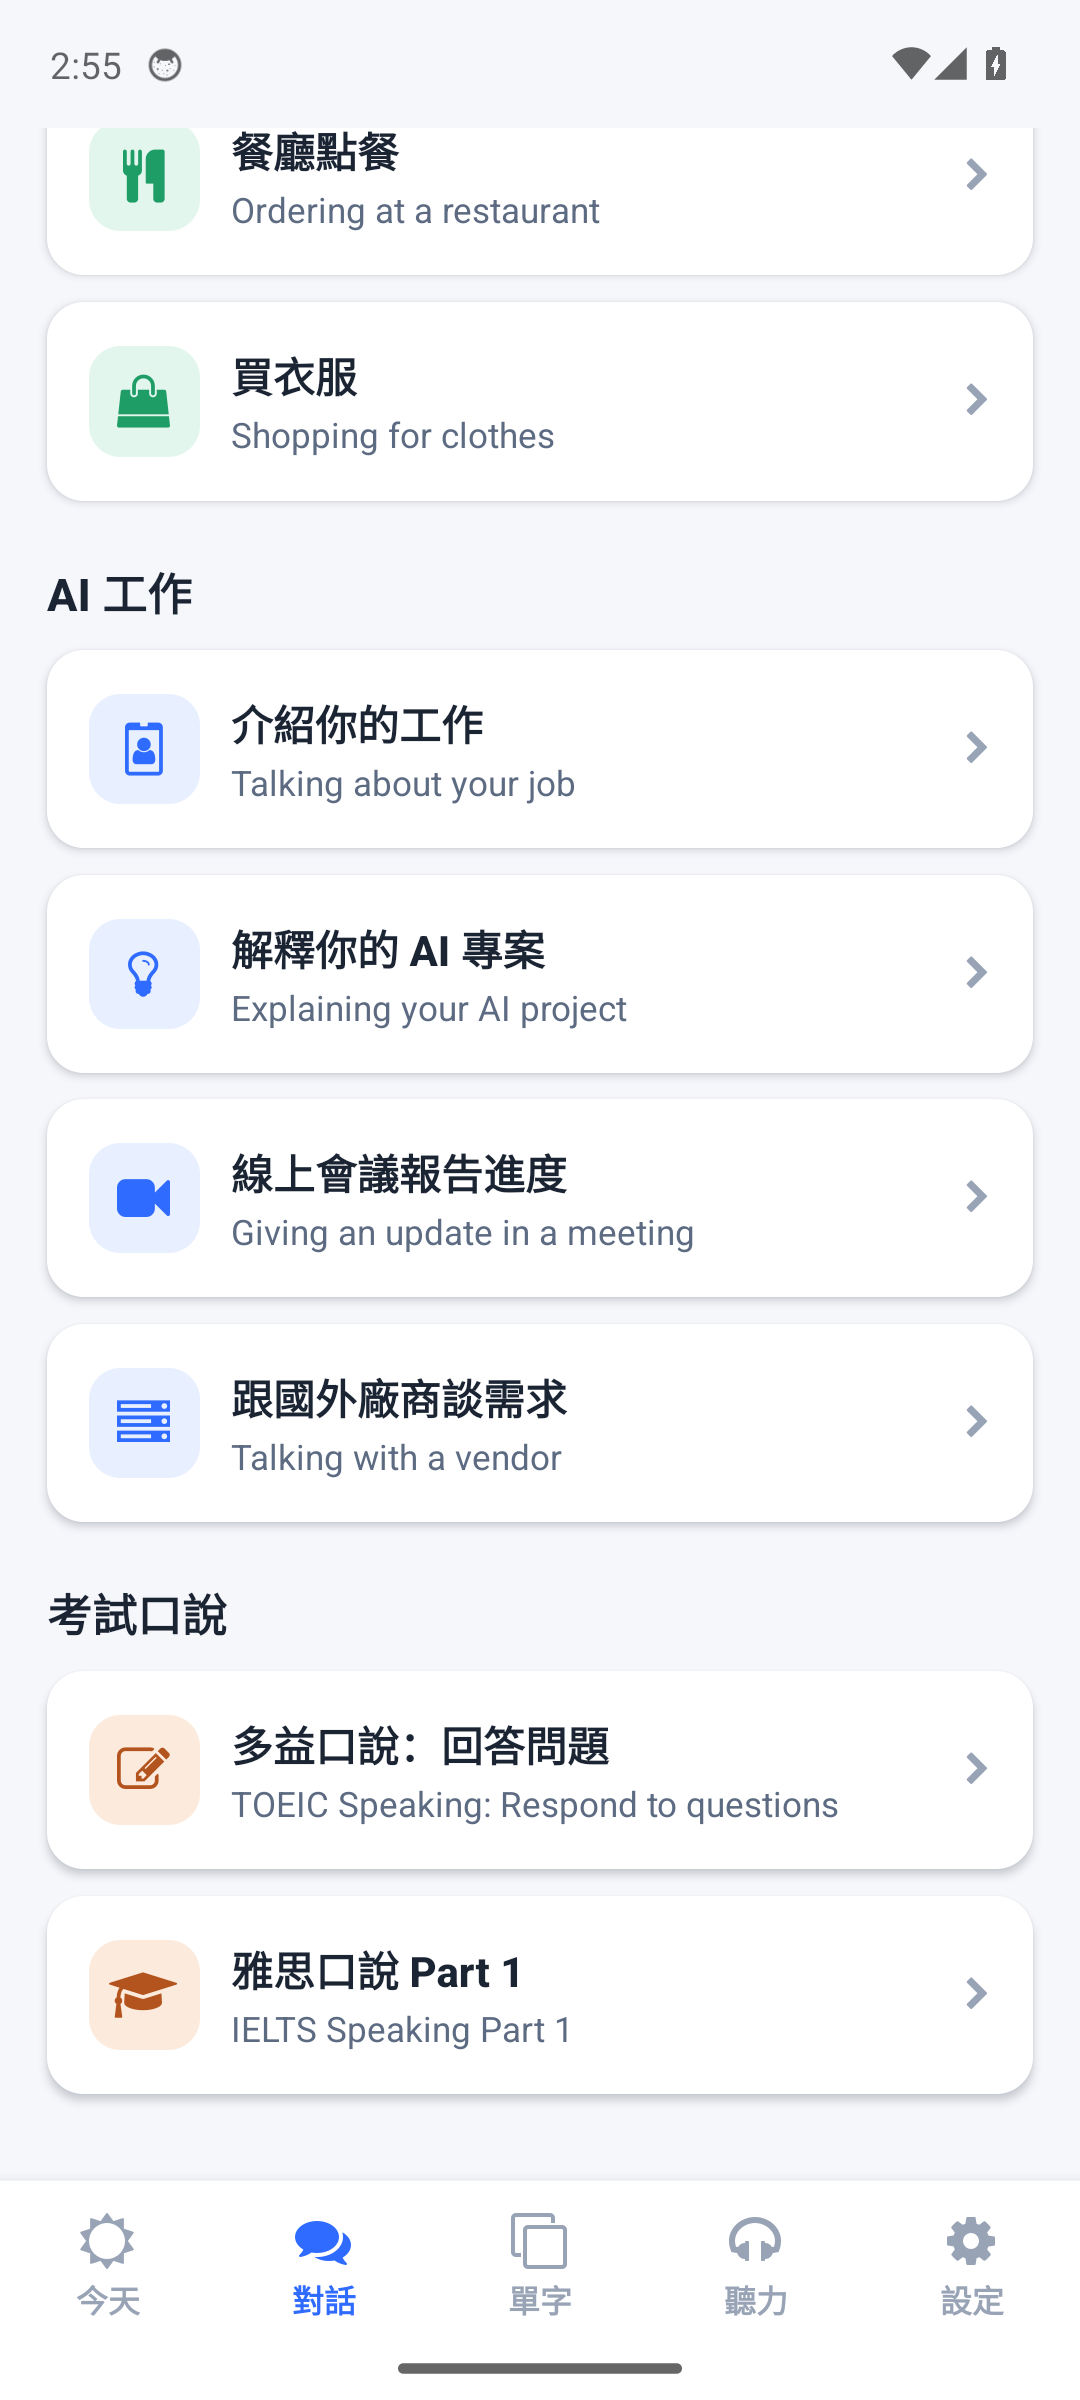 2:55
餐廳點餐
Ordering at a restaurant
買衣服
Shopping for clothes
AI 工作
介紹你的工作
Talking about your job
解釋你的 AI 專案
Explaining your AI project
線上會議報告進度
Giving an update in a meeting
跟國外廠商談需求
Talking with a vendor
考試口說
多益口說：回答問題
TOEIC Speaking: Respond to questions
雅思口說 Part 1
IELTS Speaking Part 1
今天
對話
單字
聽力
設定